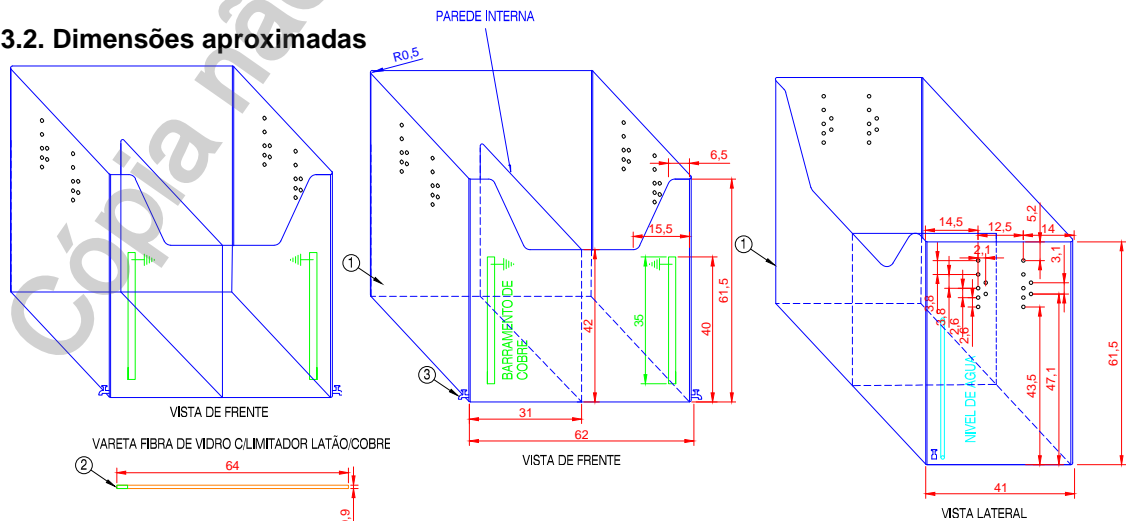 3.2. Dimensões aproximadas
Cópia não
PAREDE INTERNA
R0,5
6,5
15,5
BARRAMENTO DE
COBRE
35
42
40
61,5
31
62
1
3
VISTA DE FRENTE
VISTA DE FRENTE
VARETA FIBRA DE VIDRO C/LIMITADOR LATÃO/COBRE
2
64
0,9
1
14,5
12,5
5,2
14
2,1
3,1
3,8
3,8
2,6
2,6
NIVEL DE AGUA
43,5
47,1
61,5
41
VISTA LATERAL